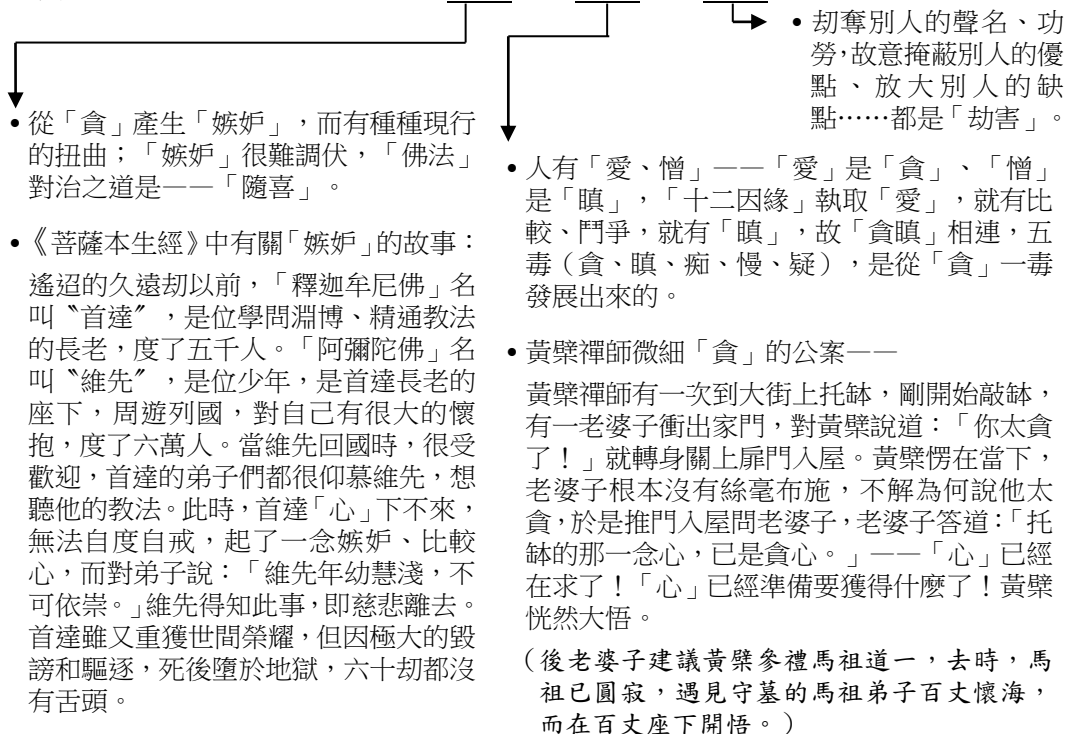 • 從「貪」產生「嫉妒」，而有種種現行
的扭曲；「嫉妒」很難調伏，「佛法」
對治之道是——「隨喜」。
• 《菩薩本生經》中有關「嫉妒」的故事：
遙迢的久遠刼以前，「釋迦牟尼佛」名
叫〝首達〞，是位學問淵博、精通教法
的長老，度了五千人。「阿彌陀佛」名
叫〝維先〞，是位少年，是首達長老的
座下，周遊列國，對自己有很大的懷
抱，度了六萬人。當維先回國時，很受
歡迎，首達的弟子們都很仰慕維先，想
聽他的教法。此時，首達「心」下不來，
無法自度自戒，起了一念嫉妒、比較
心，而對弟子說：「維先年幼慧淺，不
可依崇。」維先得知此事，即慈悲離去。
首達雖又重獲世間榮耀，但因極大的毀
謗和驅逐，死後墮於地獄，六十刼都沒
有舌頭。
• 刧奪別人的聲名、功
勞，故意掩蔽別人的優
點、放大別人的缺
點……都是「劫害」。
• 人有「愛、憎」——「愛」是「貪」、「憎」
是「瞋」，「十二因緣」執取「愛」，就有比
較、鬥爭，就有「瞋」，故「貪瞋」相連，五
毒（貪、瞋、痴、慢、疑），是從「貪」一毒
發展出來的。
• 黃檗禪師微細「貪」的公案——
黃檗禪師有一次到大街上托缽，剛開始敲缽，
有一老婆子衝出家門，對黃檗說道：「你太貪
了！」就轉身關上扉門入屋。黃檗愣在當下，
老婆子根本沒有絲毫布施，不解為何說他太
貪，於是推門入屋問老婆子，老婆子答道：「托
缽的那一念心，已是貪心。」——「心」已經
在求了！「心」已經準備要獲得什麼了！黃檗
恍然大悟。
（後老婆子建議黃檗參禮馬祖道一，去時，馬
祖已圓寂，遇見守墓的馬祖弟子百丈懷海，
而在百丈座下開悟。）